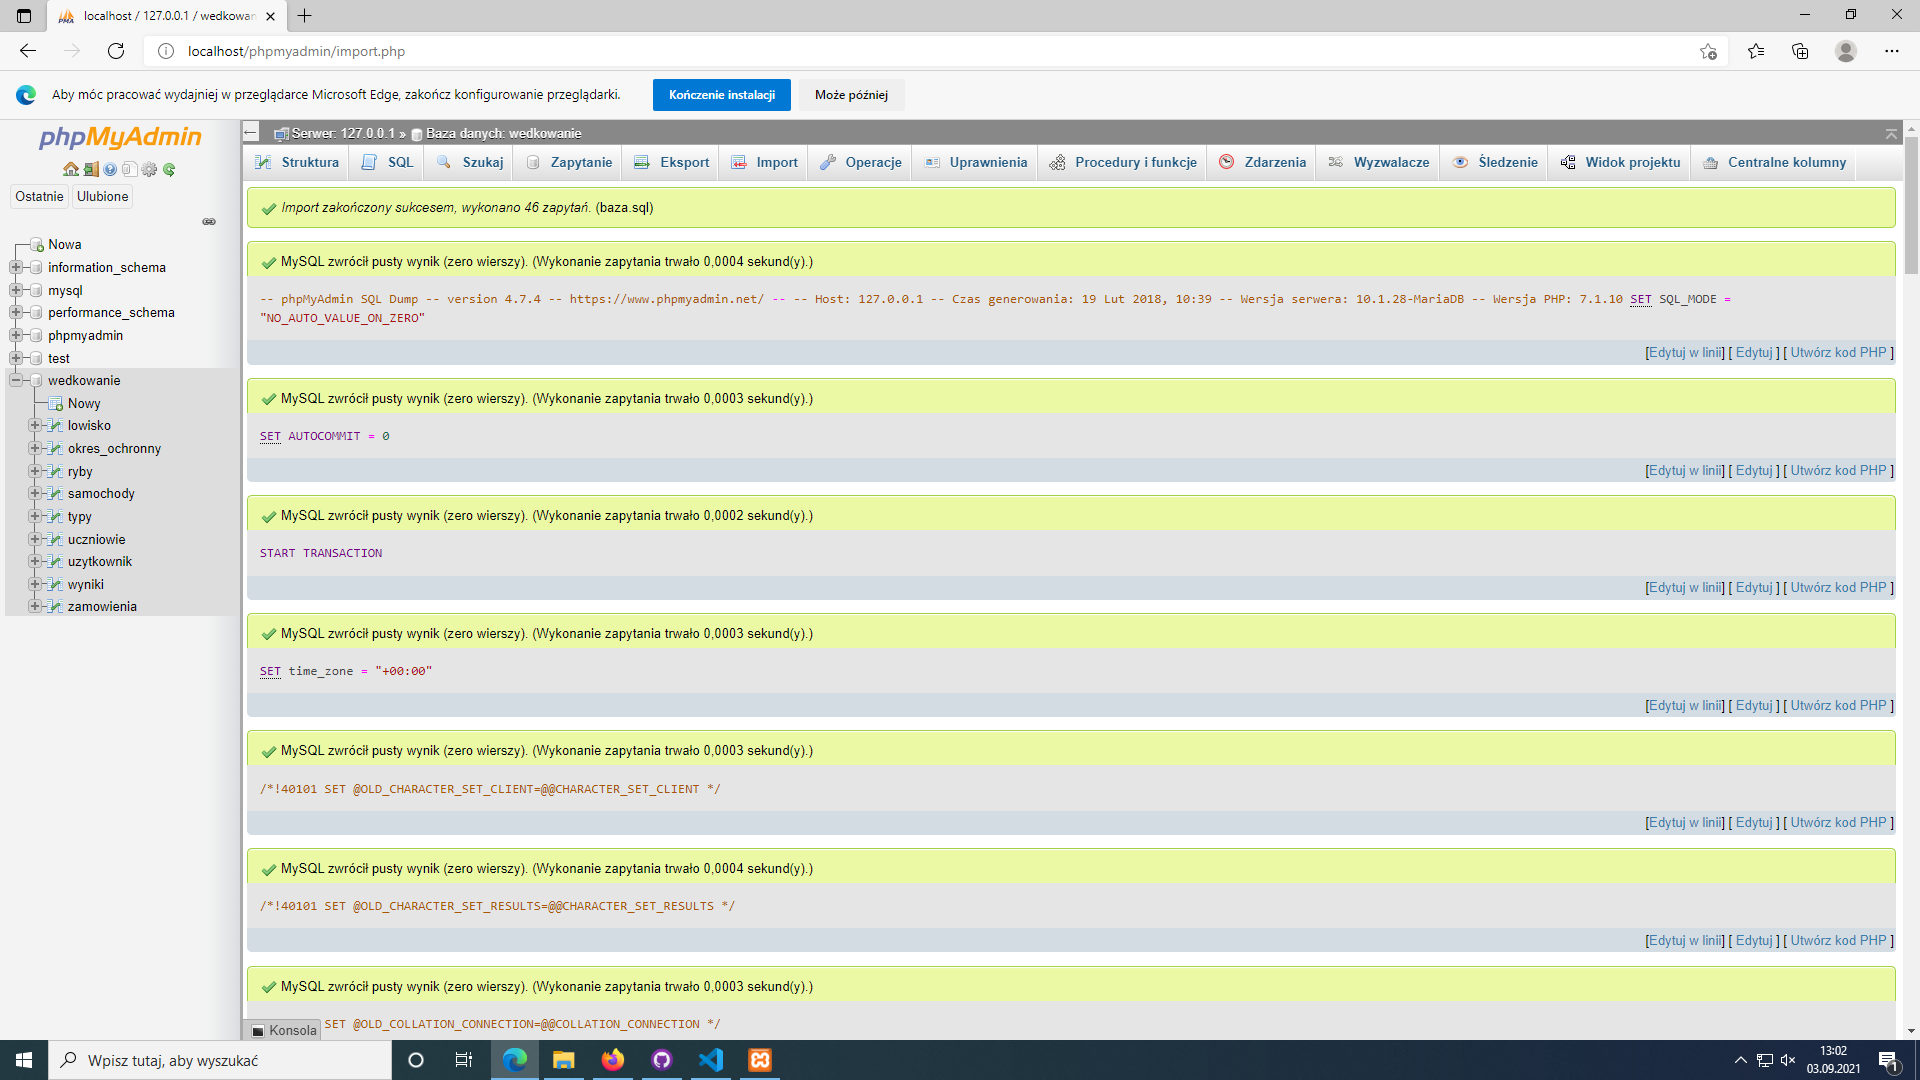 localhost / 127.0.0.1 / wedkowan
localhost/phpmyadmin/import.php
Aby móc pracować wydajniej w przeglądarce Microsoft Edge, zakończ konfigurowanie przeglądarki.
Kończenie instalacji
Może później
phpMyAdmin
Ostatnie
Ulubione
Nowa
information_schema
mysql
performance_schema
phpmyadmin
test
wedkowanie
Nowy
lowisko
okres_ochronny
ryby
samochody
typy
uczniowie
uzytkownik
wyniki
zamowienia
Serwer: 127.0.0.1 » Baza danych: wedkowanie
Struktura
SQL
Szukaj
Zapytanie
Eksport
Import
Operacje
Uprawnienia
Procedury i funkcje
Zdarzenia
Wyzwalacze
Śledzenie
Widok projektu
Centralne kolumny
Import zakończony sukcesem, wykonano 46 zapytań. (baza.sql)
MySQL zwrócił pusty wynik (zero wierszy). (Wykonanie zapytania trwało 0,0004 sekund(y).)
-- phpMyAdmin SQL Dump -- version 4.7.4 -- https://www.phpmyadmin.net/ -- -- Host: 127.0.0.1 -- Czas generowania: 19 Lut 2018, 10:39 -- Wersja serwera: 10.1.28-MariaDB -- Wersja PHP: 7.1.10 SET SQL_MODE =
"NO_AUTO_VALUE_ON_ZERO"
[Edytuj w linii] [ Edytuj ] [ Utwórz kod PHP ]
MySQL zwrócił pusty wynik (zero wierszy). (Wykonanie zapytania trwało 0,0003 sekund(y).)
SET AUTOCOMMIT = 0
[Edytuj w linii] [ Edytuj ] [ Utwórz kod PHP ]
MySQL zwrócił pusty wynik (zero wierszy). (Wykonanie zapytania trwało 0,0002 sekund(y).)
START TRANSACTION
[Edytuj w linii] [ Edytuj ] [ Utwórz kod PHP ]
MySQL zwrócił pusty wynik (zero wierszy). (Wykonanie zapytania trwało 0,0003 sekund(y).)
SET time_zone = "+00:00"
[Edytuj w linii] [ Edytuj ] [ Utwórz kod PHP ]
MySQL zwrócił pusty wynik (zero wierszy). (Wykonanie zapytania trwało 0,0003 sekund(y).)
/*!40101 SET @OLD_CHARACTER_SET_CLIENT=@@CHARACTER_SET_CLIENT */
[Edytuj w linii] [ Edytuj ] [ Utwórz kod PHP ]
MySQL zwrócił pusty wynik (zero wierszy). (Wykonanie zapytania trwało 0,0004 sekund(y).)
/*!40101 SET @OLD_CHARACTER_SET_RESULTS=@@CHARACTER_SET_RESULTS */
[Edytuj w linii] [ Edytuj ] [ Utwórz kod PHP ]
MySQL zwrócił pusty wynik (zero wierszy). (Wykonanie zapytania trwało 0,0003 sekund(y).)
SET @OLD_COLLATION_CONNECTION=@@COLLATION_CONNECTION */
Konsola
Wpisz tutaj, aby wyszukać
13:02
03.09.2021
1